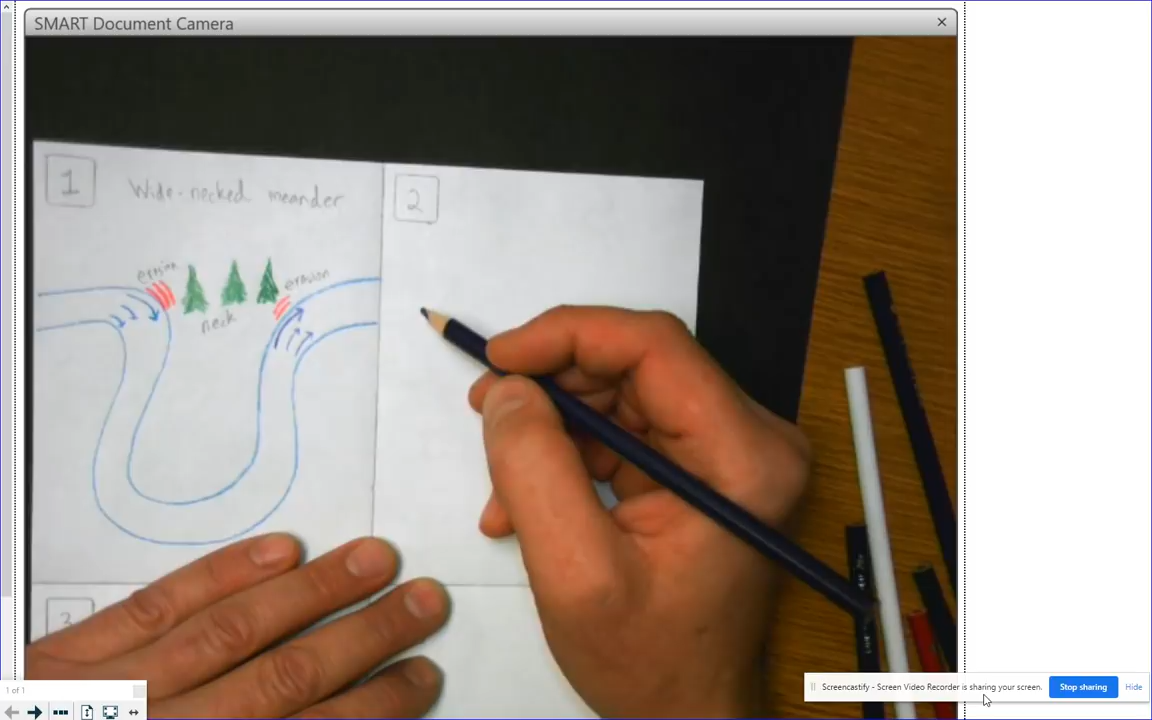 SMART Document Camera
1
Wide-necked meander
2
erosion
erosion
neck
3
1 of 1
Screencastify - Screen Video Recorder is sharing your screen.
Stop sharing
Hide